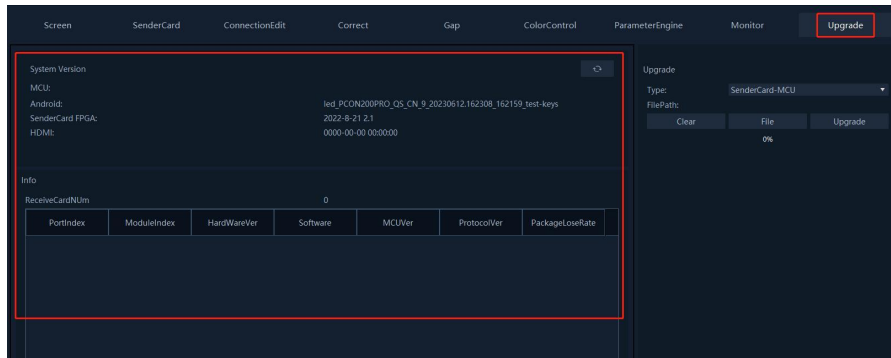 Screen SenderCard ConnectionEdit Correct Gap ColorControl ParameterEngine Monitor Upgrade
System Version
MCU:
Android: led_PCON200PRO_QS_CN_9_20230612.162308_162159_test-keys
SenderCard FPGA: 2022-8-21 2.1
HDMI: 0000-00-00 00:00:00
Info
ReceiveCardNUm 0
PortIndex ModuleIndex HardWareVer Software MCUVer ProtocolVer PackageLoseRate
Upgrade
Type: SenderCard-MCU
FilePath:
Clear File Upgrade
0%